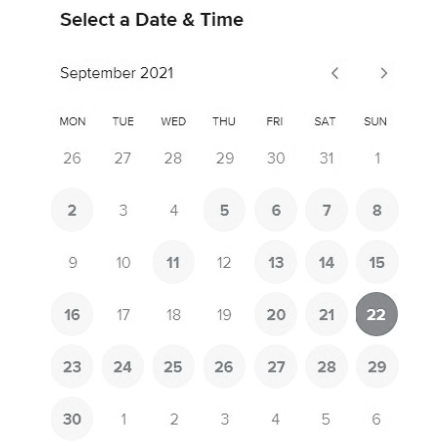 Select a Date & Time
September 2021
MON TUE WED THU FRI SAT SUN
26 27 28 29 30 31 1
2 3 4 5 6 7 8
9 10 11 12 13 14 15
16 17 18 19 20 21 22
23 24 25 26 27 28 29
30 1 2 3 4 5 6